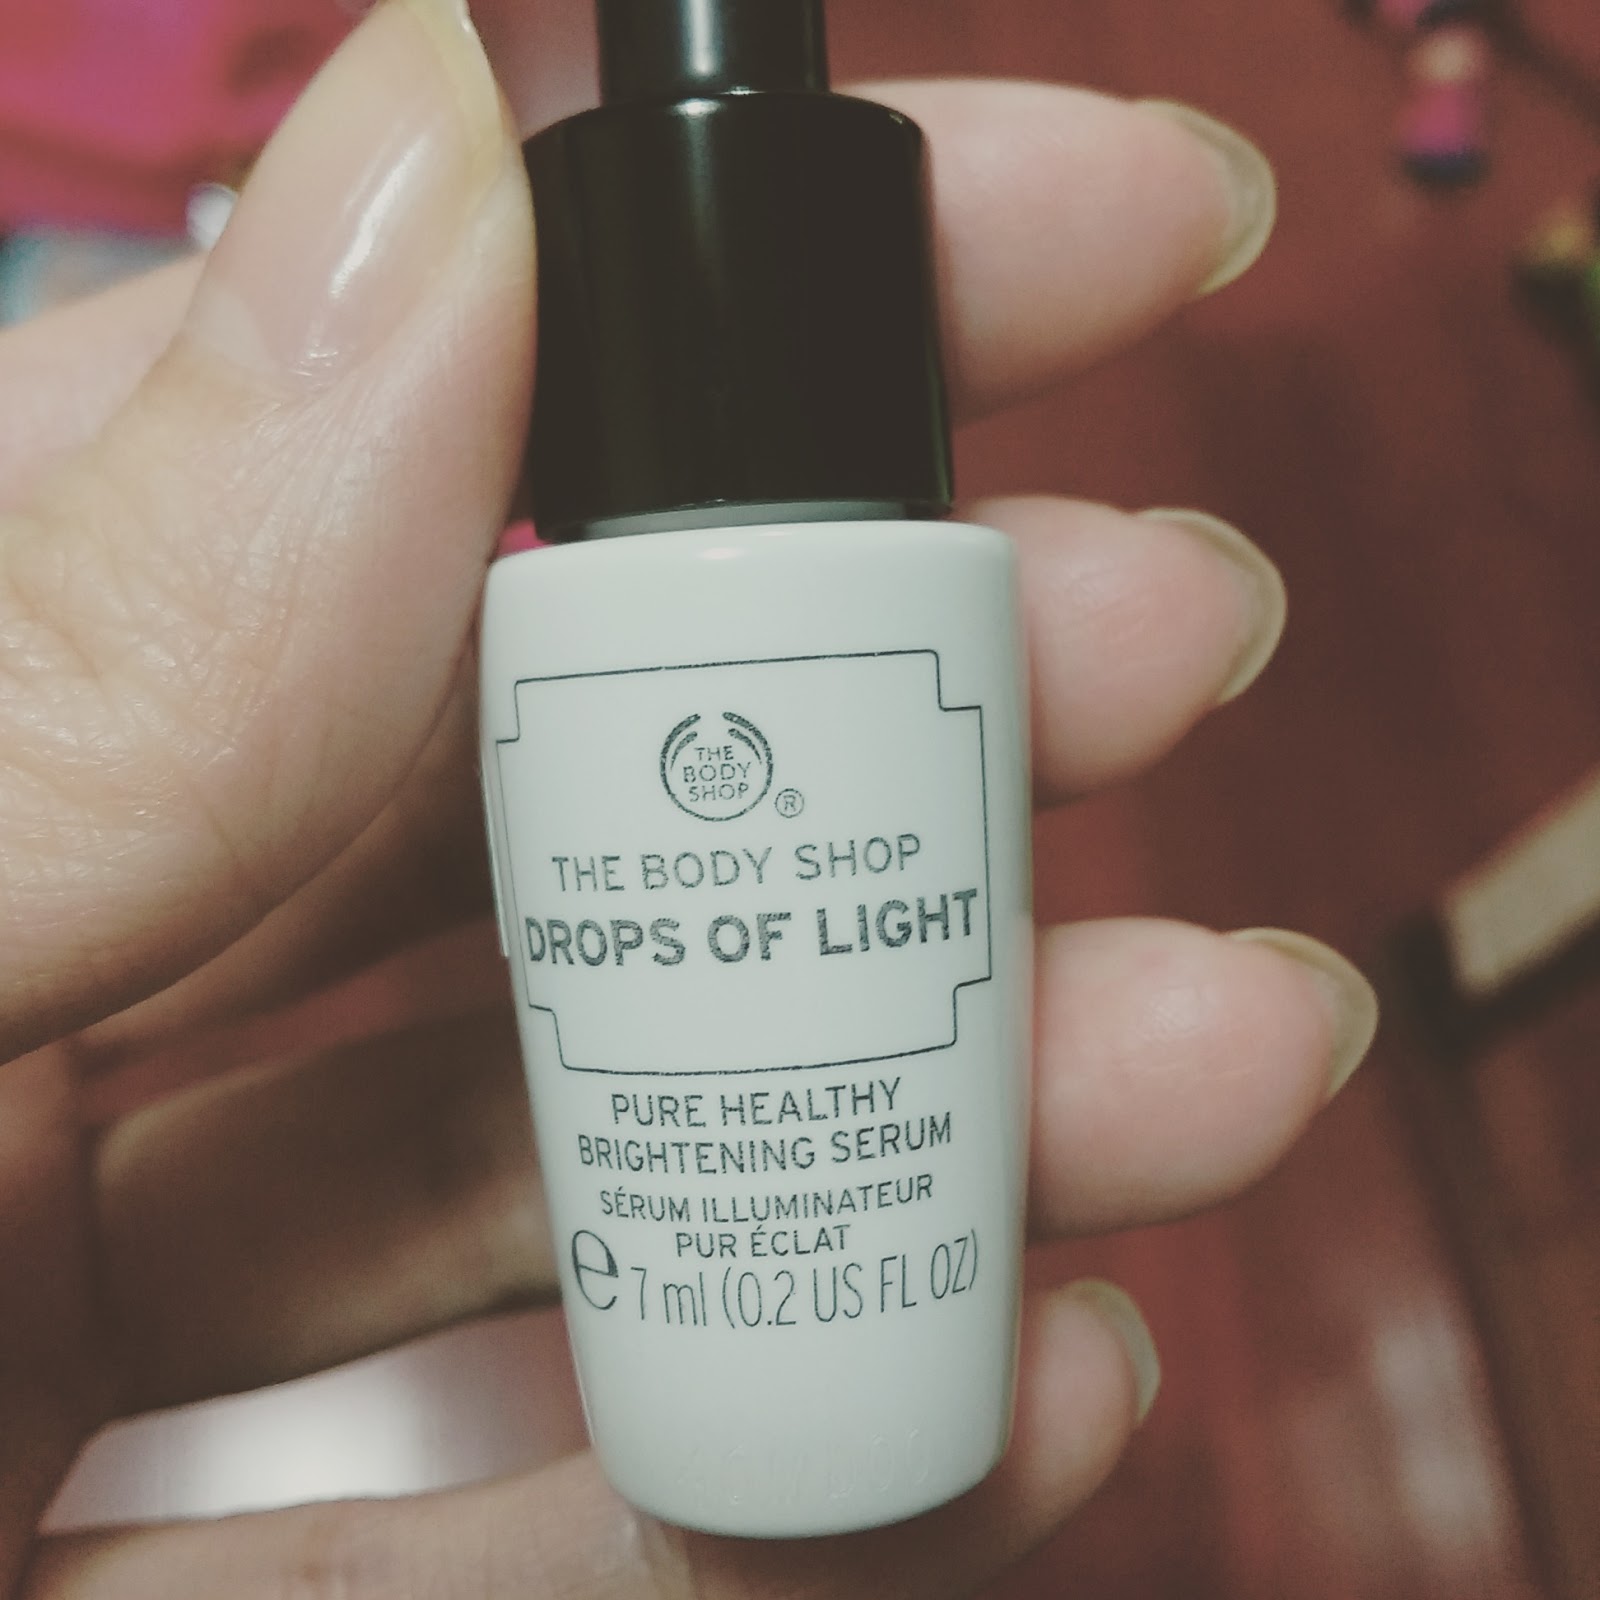 THE
BODY
SHOP
®
THE BODY SHOP
DROPS OF LIGHT
PURE HEALTHY
BRIGHTENING SERUM
SÉRUM ILLUMINATEUR
PUR ÉCLAT
℮ 7 ml (0.2 US FL OZ)